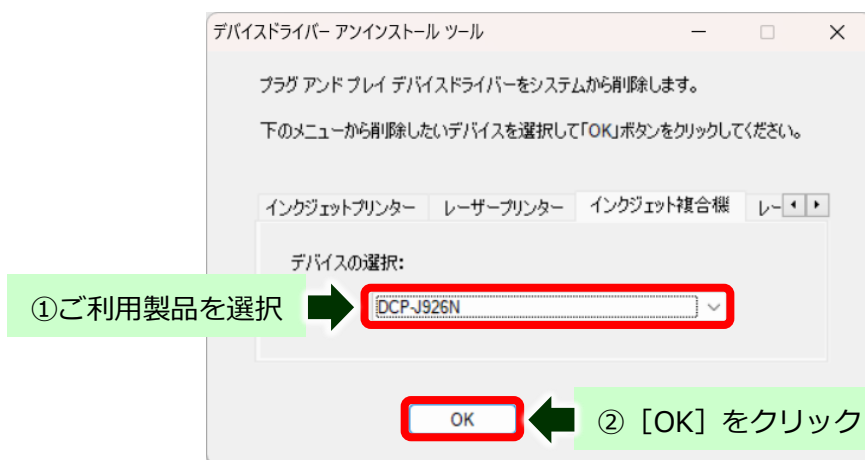 デバイスドライバー アンインストール ツール
プラグ アンド プレイ デバイスドライバーをシステムから削除します。
下のメニューから削除したいデバイスを選択して「OK」ボタンをクリックしてください。
インクジェットプリンター レーザープリンター インクジェット複合機 レー
デバイスの選択:
①ご利用製品を選択
DCP-J926N
OK
②［OK］をクリック